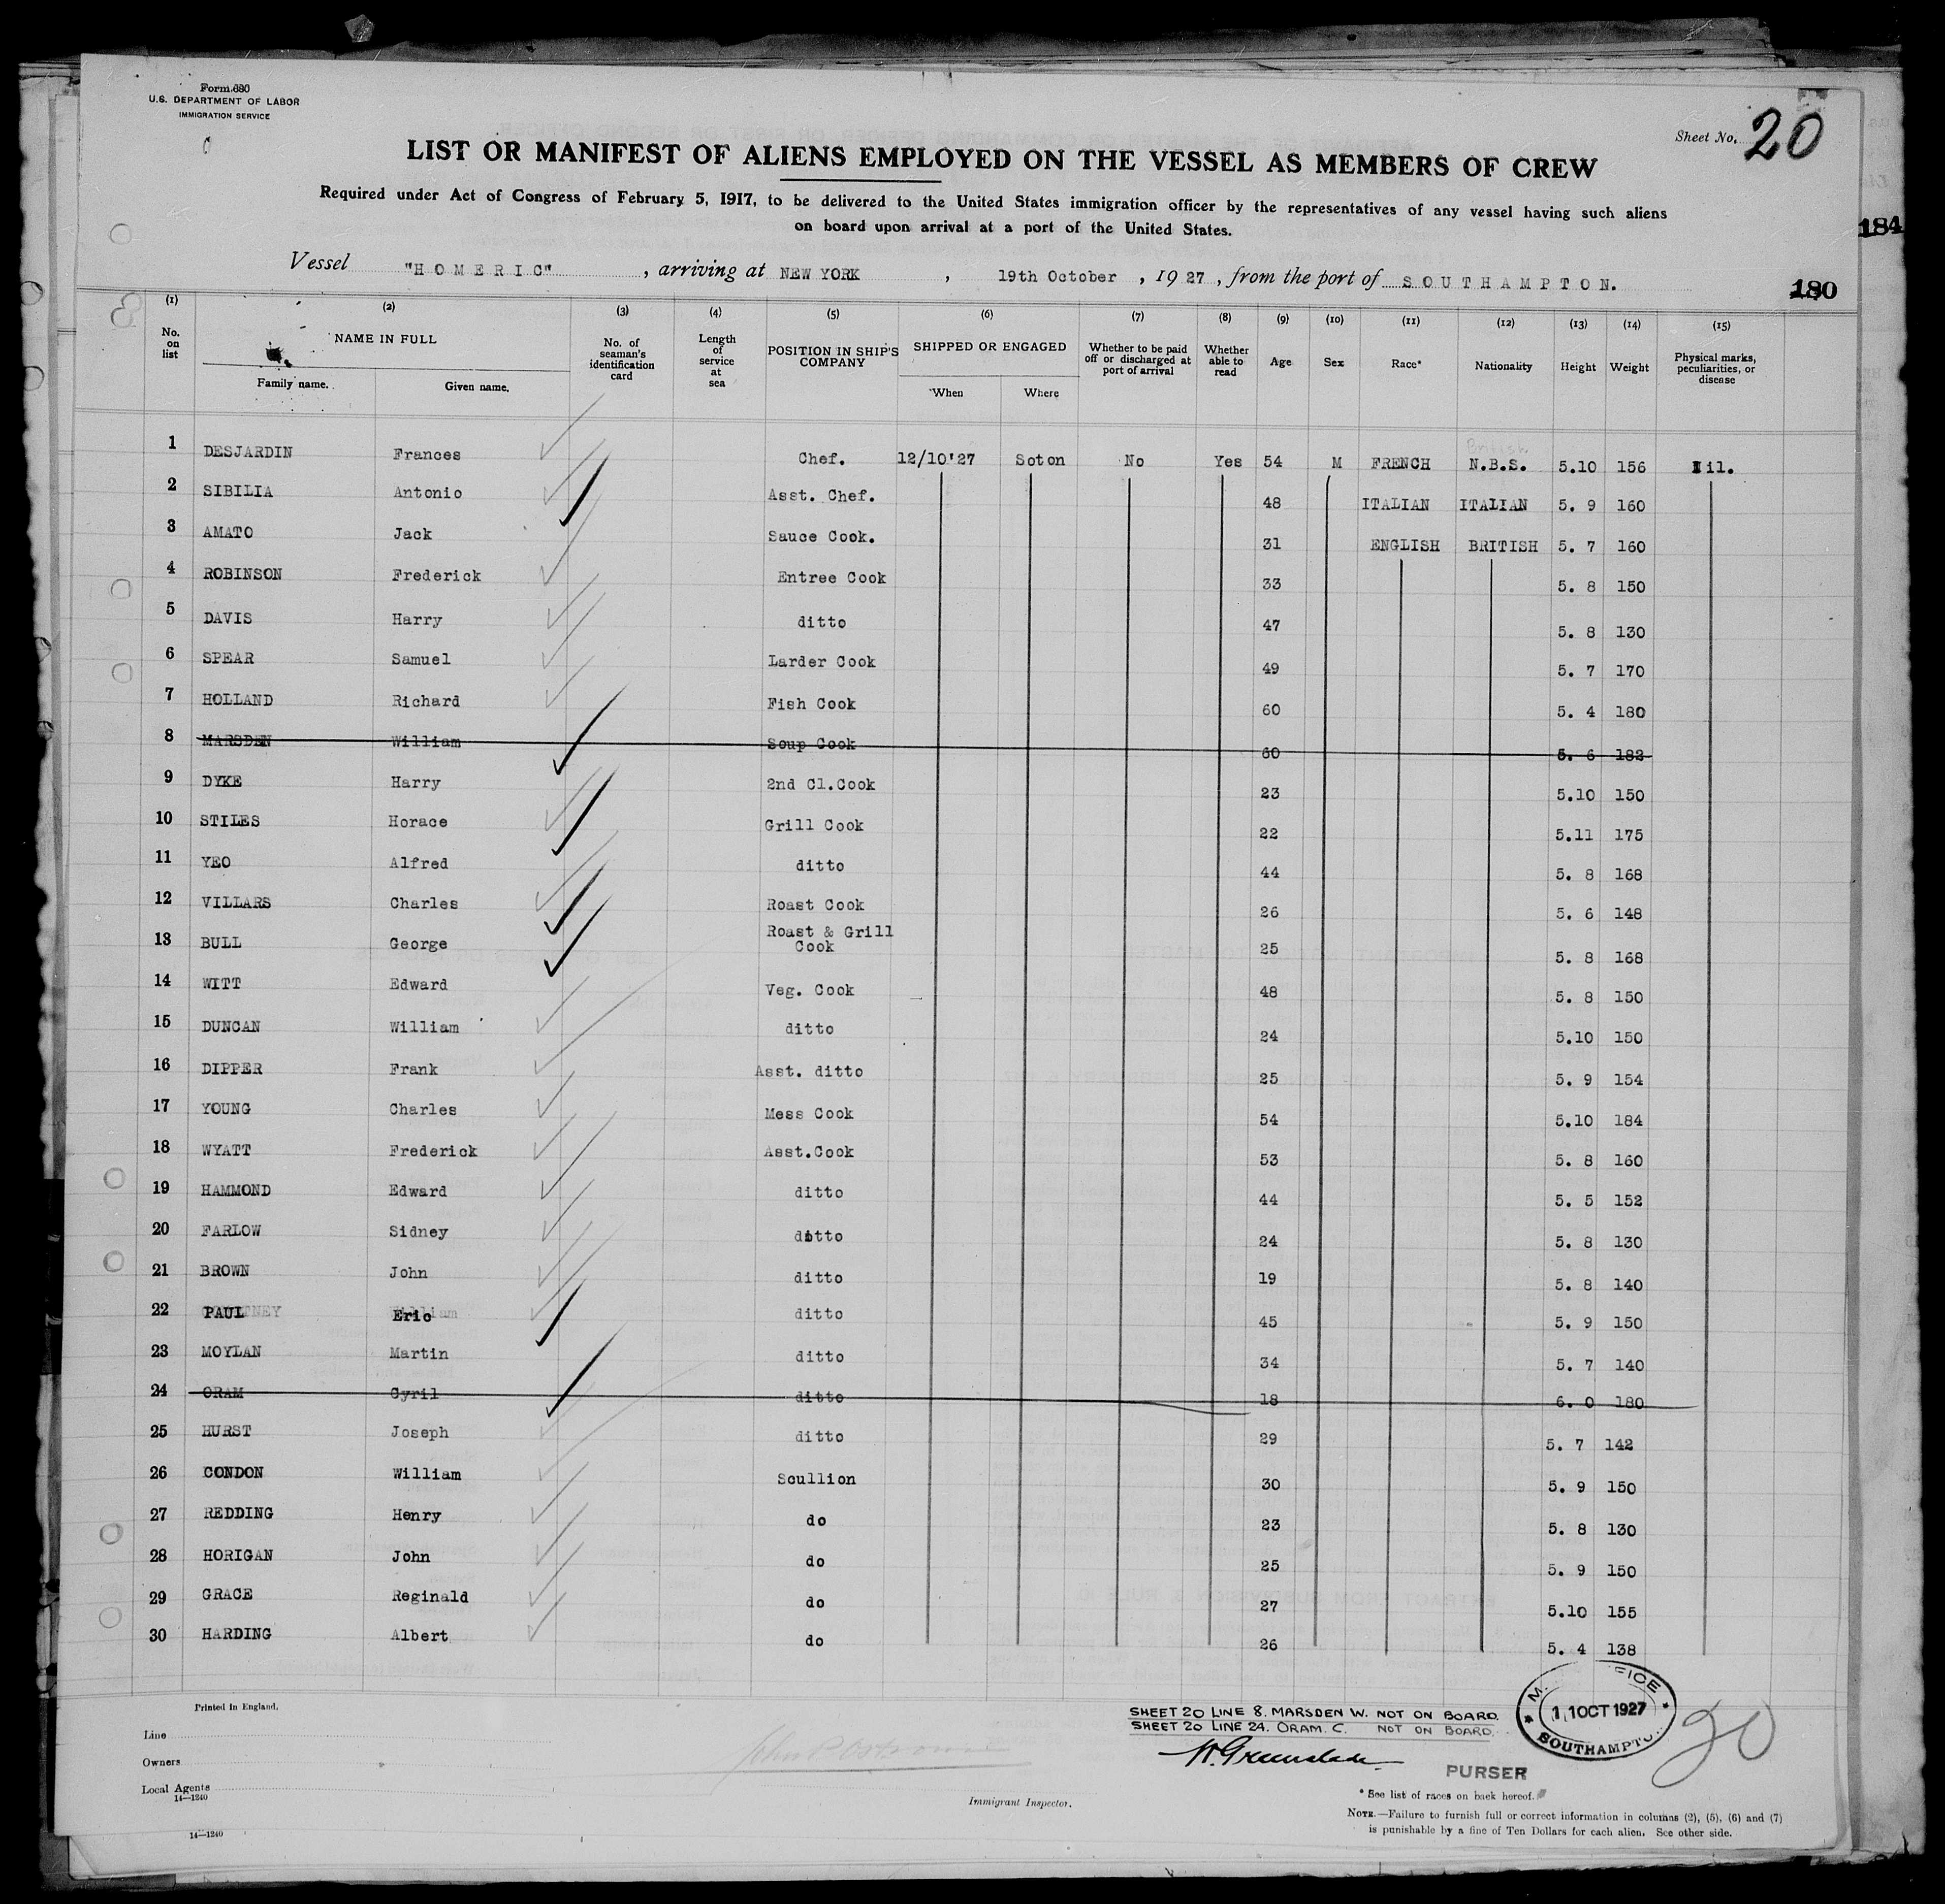 Form 680
U.S. DEPARTMENT OF LABOR
IMMIGRATION SERVICE
Sheet No. 20
LIST OR MANIFEST OF ALIENS EMPLOYED ON THE VESSEL AS MEMBERS OF CREW
Required under Act of Congress of February 5, 1917, to be delivered to the United States immigration officer by the representatives of any vessel having such aliens
on board upon arrival at a port of the United States.
184
Vessel "HOMERIC", arriving at NEW YORK, 19th October, 1927, from the port of SOUTHAMPTON.
180
(1) (2) (3) (4) (5) (6) (7) (8) (9) (10) (11) (12) (13) (14) (15)
No. on list NAME IN FULL Family name. Given name. No. of seaman's identification card Length of service at sea POSITION IN SHIP'S COMPANY SHIPPED OR ENGAGED When Where Whether to be paid off or discharged at port of arrival Whether able to read Age Sex Race* Nationality Height Weight Physical marks, peculiarities, or disease
British
1 DESJARDIN Frances Chef. 12/10'27 Soton No Yes 54 M FRENCH N.B.S. 5.10 156 Nil.
2 SIBILIA Antonio Asst. Chef. 48 ITALIAN ITALIAN 5. 9 160
3 AMATO Jack Sauce Cook. 31 ENGLISH BRITISH 5. 7 160
4 ROBINSON Frederick Entree Cook 33 5. 8 150
5 DAVIS Harry ditto 47 5. 8 130
6 SPEAR Samuel Larder Cook 49 5. 7 170
7 HOLLAND Richard Fish Cook 60 5. 4 180
8 MARSDEN William Soup Cook 60 5. 6 182
9 DYKE Harry 2nd Cl.Cook 23 5.10 150
10 STILES Horace Grill Cook 22 5.11 175
11 YEO Alfred ditto 44 5. 8 168
12 VILLARS Charles Roast Cook 26 5. 6 148
13 BULL George Roast & Grill Cook 25 5. 8 168
14 WITT Edward Veg. Cook 48 5. 8 150
15 DUNCAN William ditto 24 5.10 150
16 DIPPER Frank Asst. ditto 25 5. 9 154
17 YOUNG Charles Mess Cook 54 5.10 184
18 WYATT Frederick Asst.Cook 53 5. 8 160
19 HAMMOND Edward ditto 44 5. 5 152
20 FARLOW Sidney ditto 24 5. 8 130
21 BROWN John ditto 19 5. 8 140
22 PAUL Eric ditto 45 5. 9 150
23 MOYLAN Martin ditto 34 5. 7 140
24 ORAM Cyril ditto 18 6. 0 180
25 HURST Joseph ditto 29 5. 7 142
26 CONDON William Scullion 30 5. 9 150
27 REDDING Henry do 23 5. 8 130
28 HORIGAN John do 25 5. 9 150
29 GRACE Reginald do 27 5.10 155
30 HARDING Albert do 26 5. 4 138
Printed in England.
Line
Owners
Local Agents
14—1240
14—1240
Immigrant Inspector.
SHEET 20 LINE 8. MARSDEN W. NOT ON BOARD.
SHEET 20 LINE 24. ORAM. C. NOT ON BOARD.
W. Greenslade
PURSER
11 OCT 1927
SOUTHAMPTO
20
* See list of races on back hereof.
NOTE.—Failure to furnish full or correct information in columns (2), (5), (6) and (7)
is punishable by a fine of Ten Dollars for each alien. See other side.